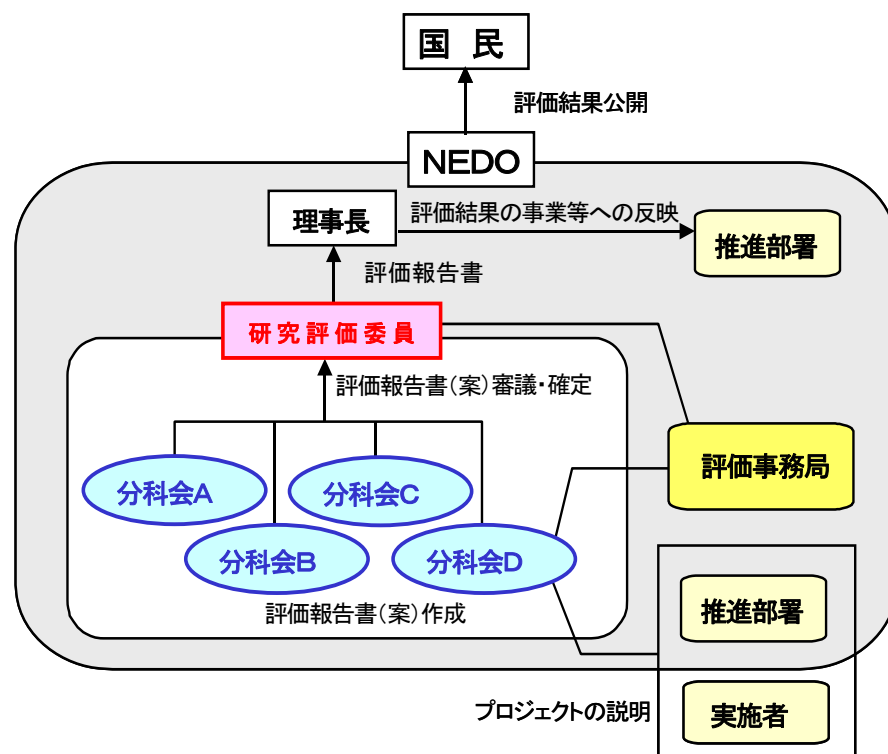 国 民
評価結果公開
NEDO
理事長
評価結果の事業等への反映
推進部署
評価報告書
研究評価委員
評価報告書(案)審議・確定
評価事務局
分科会A
分科会C
分科会B
分科会D
評価報告書(案)作成
推進部署
プロジェクトの説明
実施者